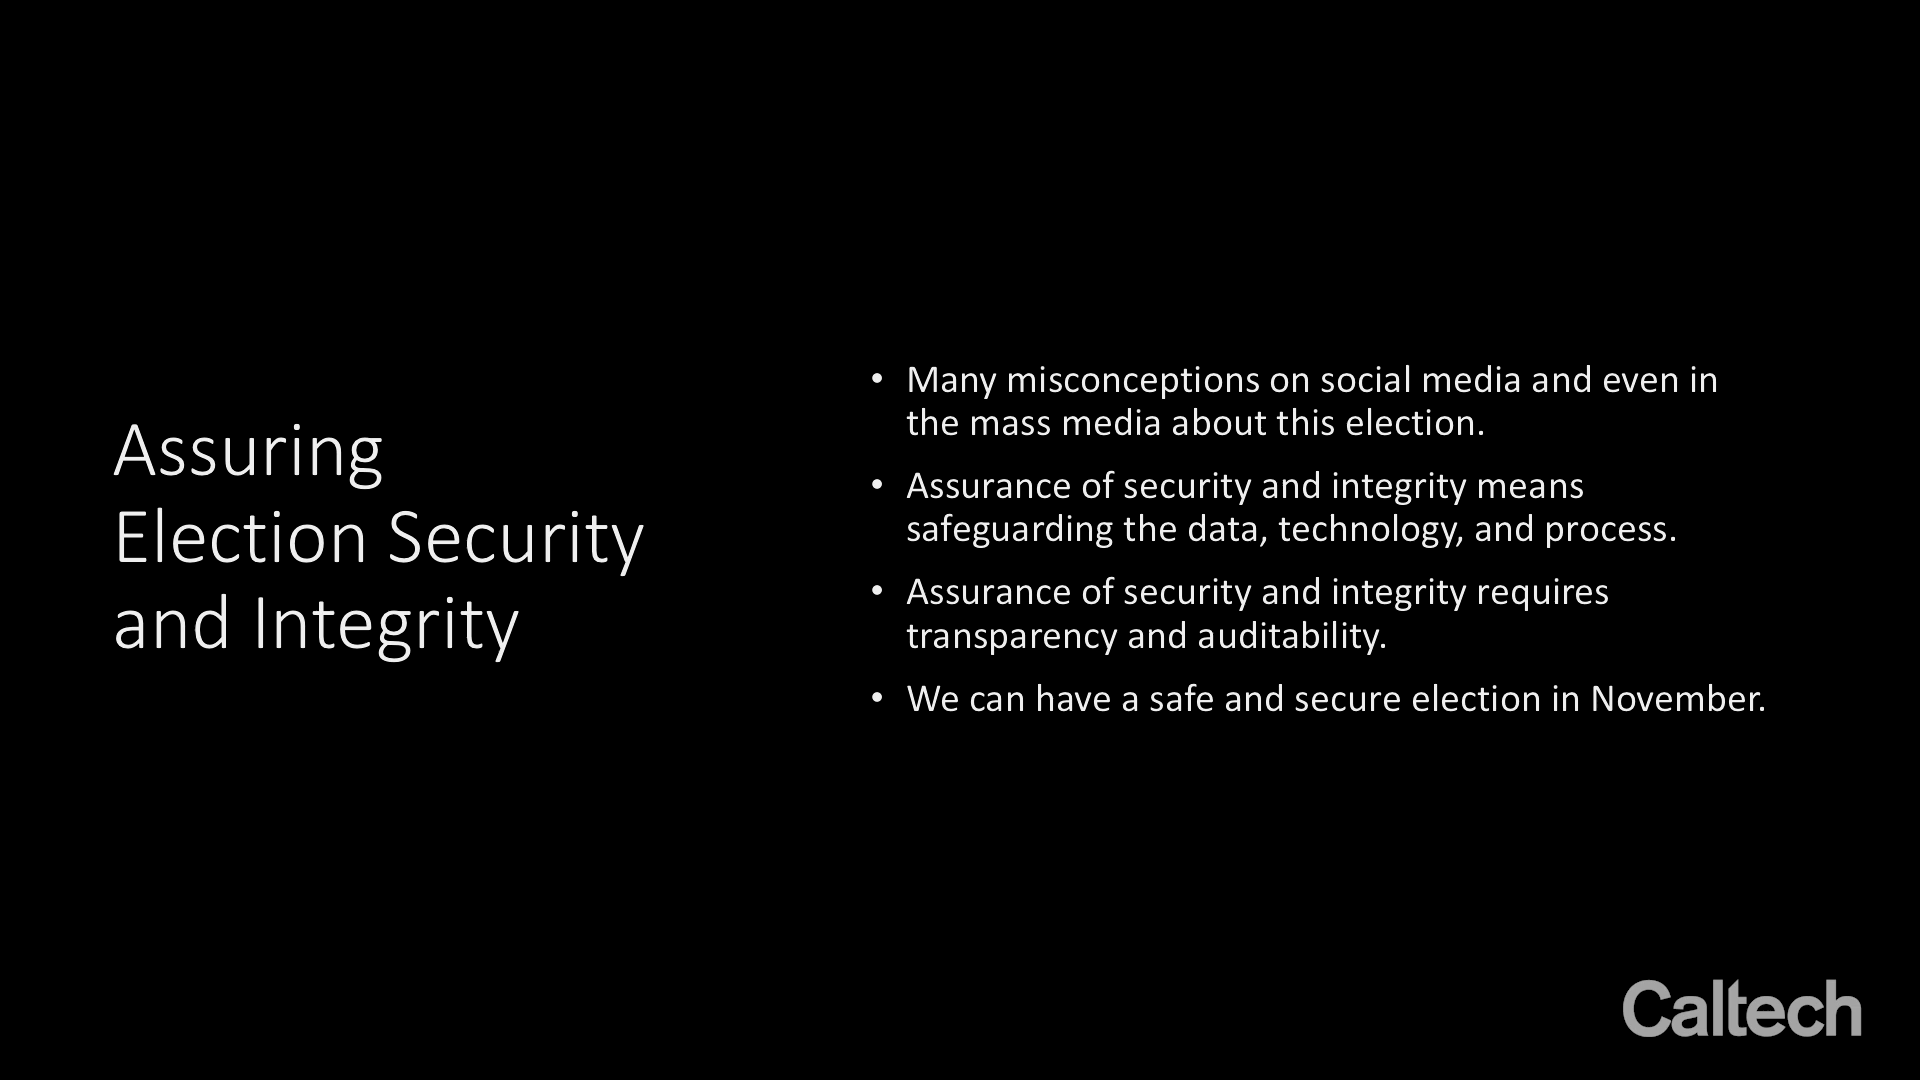 Assuring
Election Security
and Integrity
• Many misconceptions on social media and even in
the mass media about this election.
• Assurance of security and integrity means
safeguarding the data, technology, and process.
• Assurance of security and integrity requires
transparency and auditability.
• We can have a safe and secure election in November.
Caltech